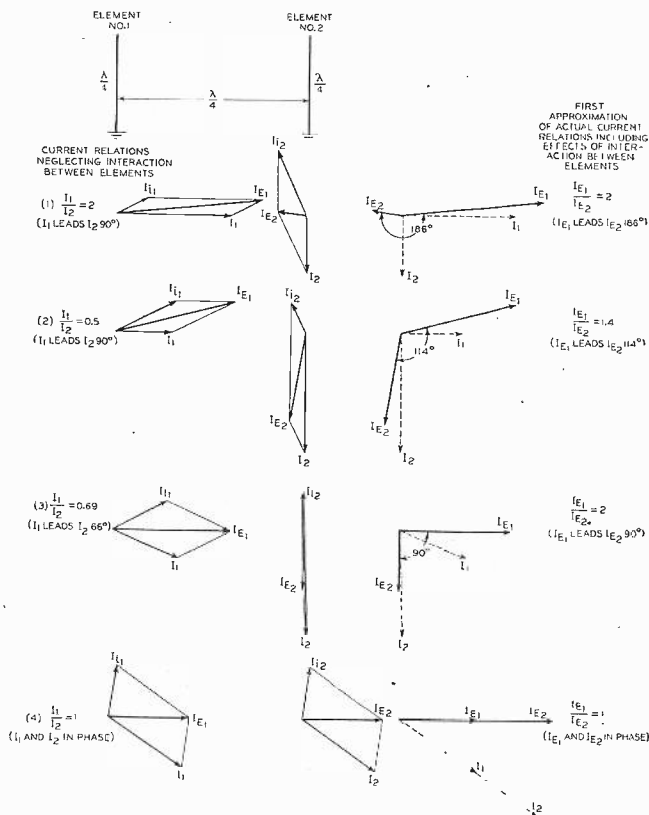 ELEMENT
NO.1
ELEMENT
NO.2
λ/4
λ/4
λ/4
CURRENT RELATIONS
NEGLECTING INTERACTION
BETWEEN ELEMENTS
FIRST
APPROXIMATION
OF ACTUAL CURRENT
RELATIONS INCLUDING
EFFECTS OF INTER-
ACTION BETWEEN
ELEMENTS
(1) I1/I2 = 2
(I1 LEADS I2 90°)
Ii1
IE1
I1
Ii2
IE2
I2
IE2
IE1
186°
I1
I2
IE1/IE2 = 2
(IE1 LEADS IE2 186°)
(2) I1/I2 = 0.5
(I1 LEADS I2 90°)
Ii1
IE1
I1
Ii2
IE2
I2
IE1
I1
114°
IE2
I2
IE1/IE2 = 1.4
(IE1 LEADS IE2 114°)
(3) I1/I2 = 0.69
(I1 LEADS I2 66°)
Ii1
IE1
I1
Ii2
IE2
I2
IE1
90°
I1
IE2
I2
IE1/IE2 = 2
(IE1 LEADS IE2 90°)
(4) I1/I2 = 1
(I1 AND I2 IN PHASE)
Ii1
IE1
I1
Ii2
IE2
I2
IE1
IE2
I1
I2
IE1/IE2 = 1
(IE1 AND IE2 IN PHASE)